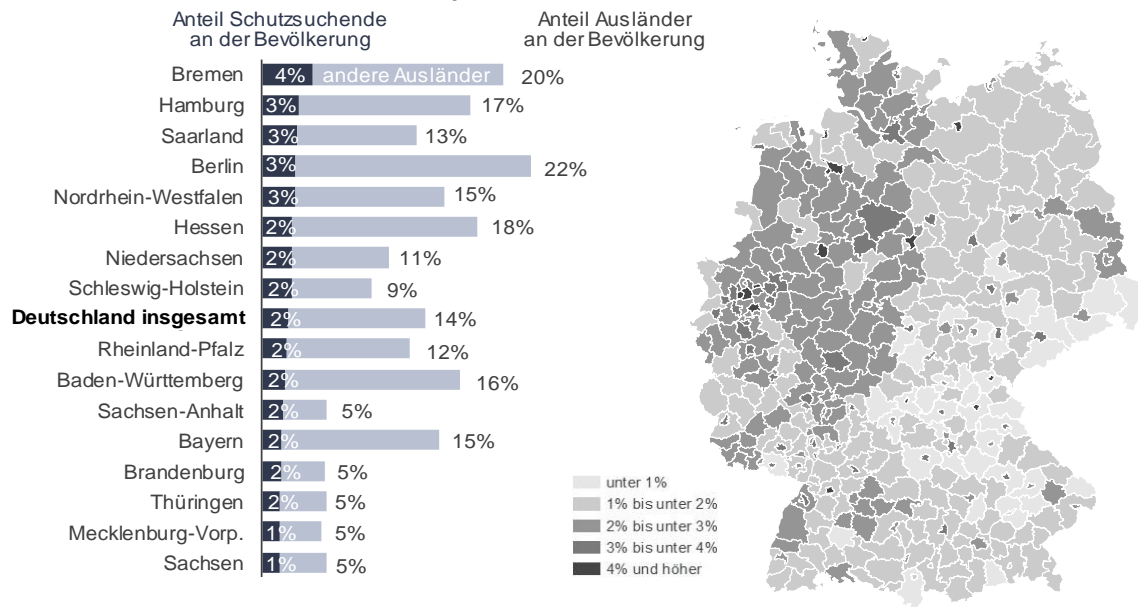 Anteil Schutzsuchende
an der Bevölkerung
Anteil Ausländer
an der Bevölkerung
Bremen 4% andere Ausländer 20%
Hamburg 3% 17%
Saarland 3% 13%
Berlin 3% 22%
Nordrhein-Westfalen 3% 15%
Hessen 2% 18%
Niedersachsen 2% 11%
Schleswig-Holstein 2% 9%
Deutschland insgesamt 2% 14%
Rheinland-Pfalz 2% 12%
Baden-Württemberg 2% 16%
Sachsen-Anhalt 2% 5%
Bayern 2% 15%
Brandenburg 2% 5%
Thüringen 2% 5%
Mecklenburg-Vorp. 1% 5%
Sachsen 1% 5%
unter 1%
1% bis unter 2%
2% bis unter 3%
3% bis unter 4%
4% und höher